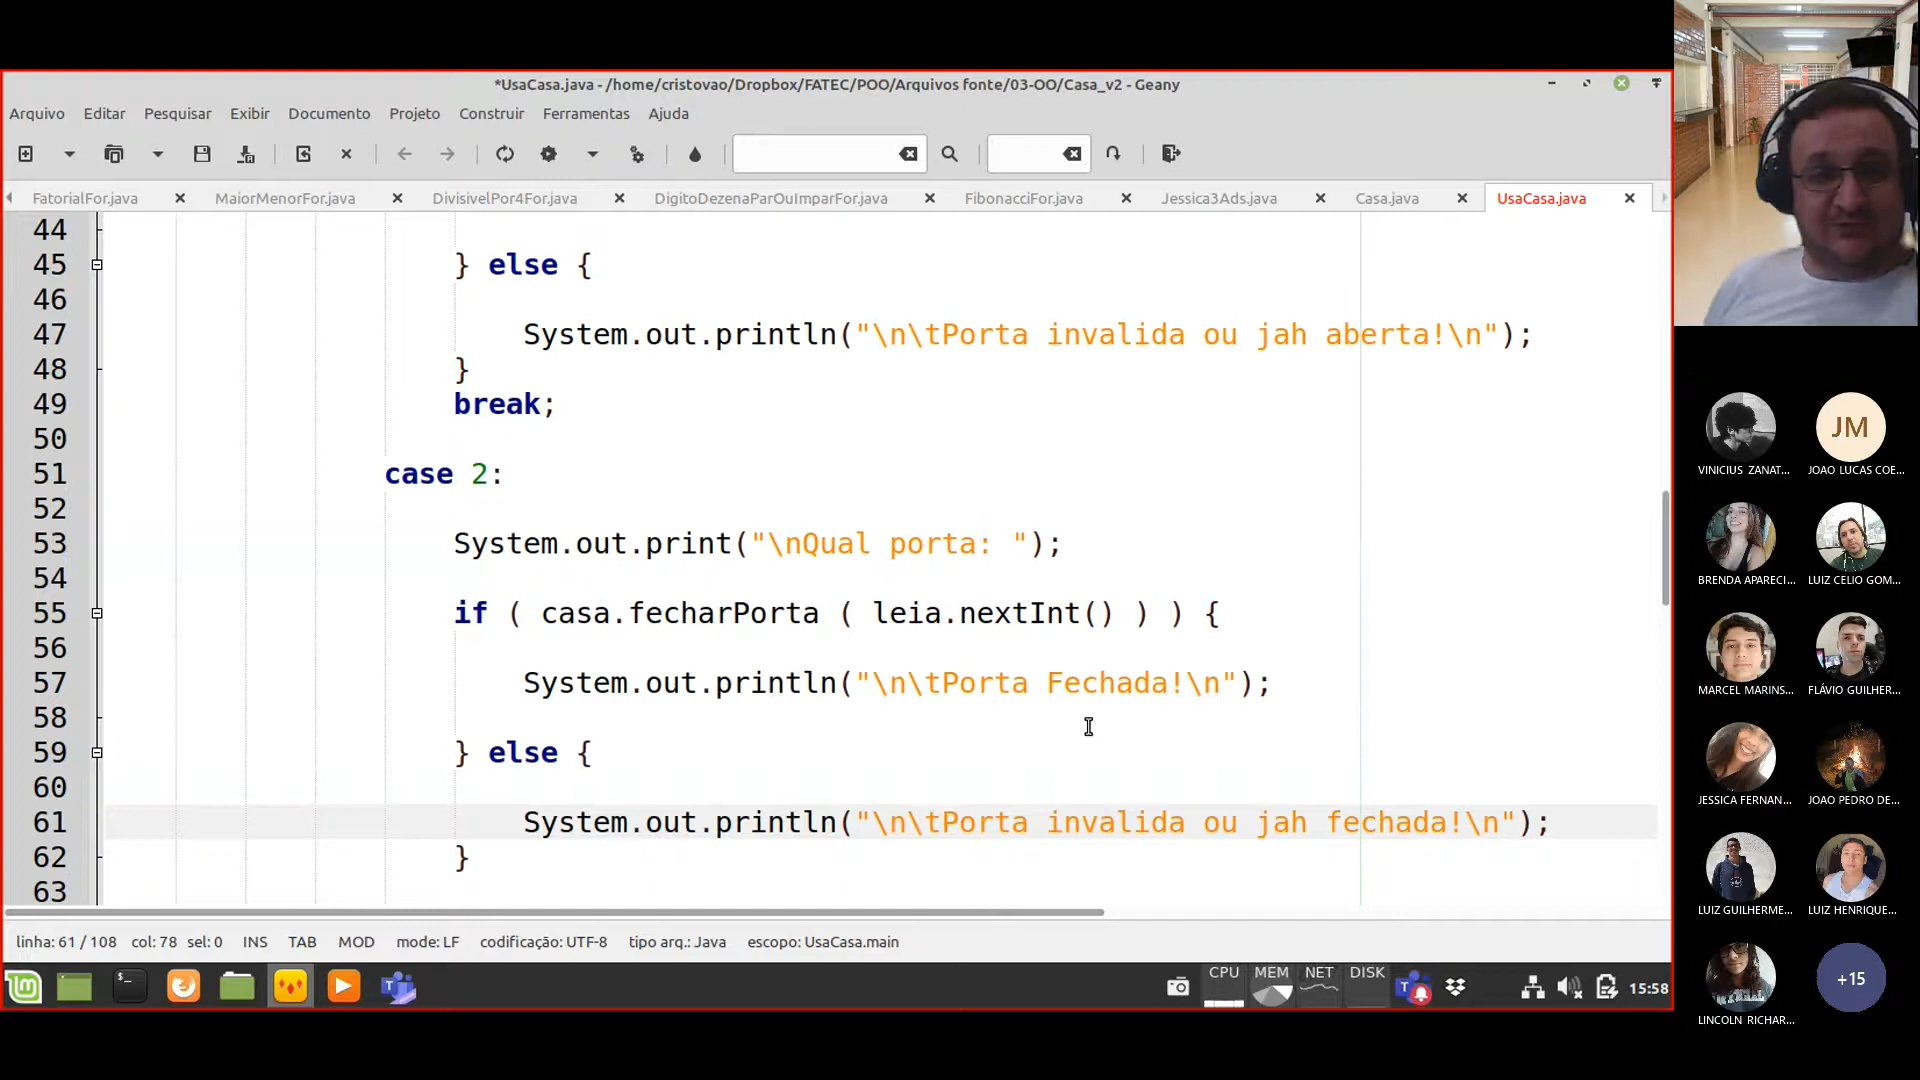 *UsaCasa.java - /home/cristovao/Dropbox/FATEC/POO/Arquivos fonte/03-OO/Casa_v2 - Geany
Arquivo Editar Pesquisar Exibir Documento Projeto Construir Ferramentas Ajuda
FatorialFor.java MaiorMenorFor.java DivisivelPor4For.java DigitoDezenaParOuImparFor.java FibonacciFor.java Jessica3Ads.java Casa.java UsaCasa.java
44
45 } else {
46
47 System.out.println("\n\tPorta invalida ou jah aberta!\n");
48 }
49 break;
50
51 case 2:
52
53 System.out.print("\nQual porta: ");
54
55 if ( casa.fecharPorta ( leia.nextInt() ) ) {
56
57 System.out.println("\n\tPorta Fechada!\n");
58
59 } else {
60
61 System.out.println("\n\tPorta invalida ou jah fechada!\n");
62 }
63
linha: 61 / 108 col: 78 sel: 0 INS TAB MOD mode: LF codificação: UTF-8 tipo arq.: Java escopo: UsaCasa.main
CPU MEM NET DISK 15:58
JM
VINICIUS ZANAT... JOAO LUCAS COE...
BRENDA APARECI... LUIZ CELIO GOM...
MARCEL MARINS... FLÁVIO GUILHER...
JESSICA FERNAN... JOAO PEDRO DE...
LUIZ GUILHERME... LUIZ HENRIQUE...
+15
LINCOLN RICHAR...